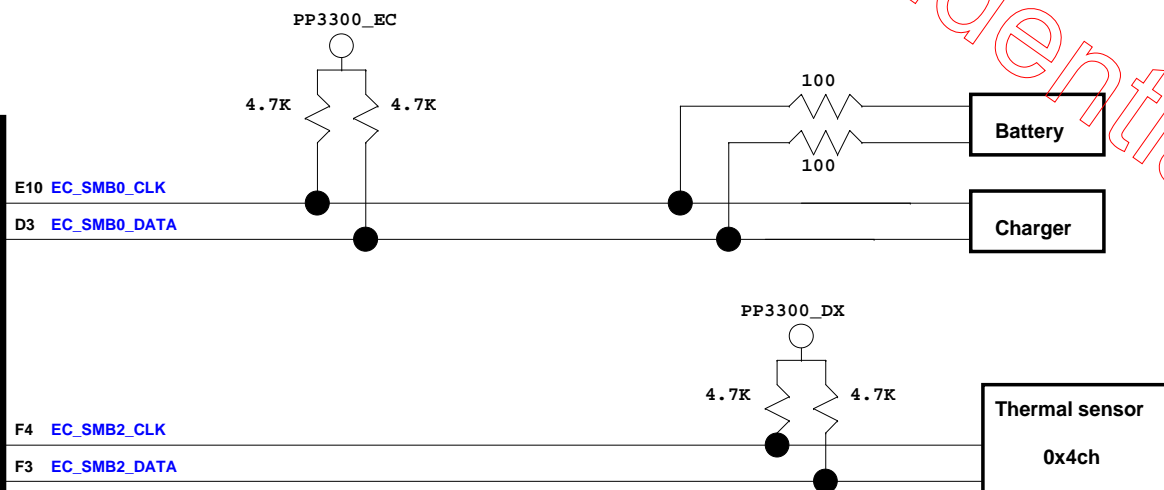 PP3300_EC
4.7K
4.7K
100
Battery
100
E10 EC_SMB0_CLK
D3 EC_SMB0_DATA
Charger
PP3300_DX
4.7K
4.7K
Thermal sensor
0x4ch
F4 EC_SMB2_CLK
F3 EC_SMB2_DATA